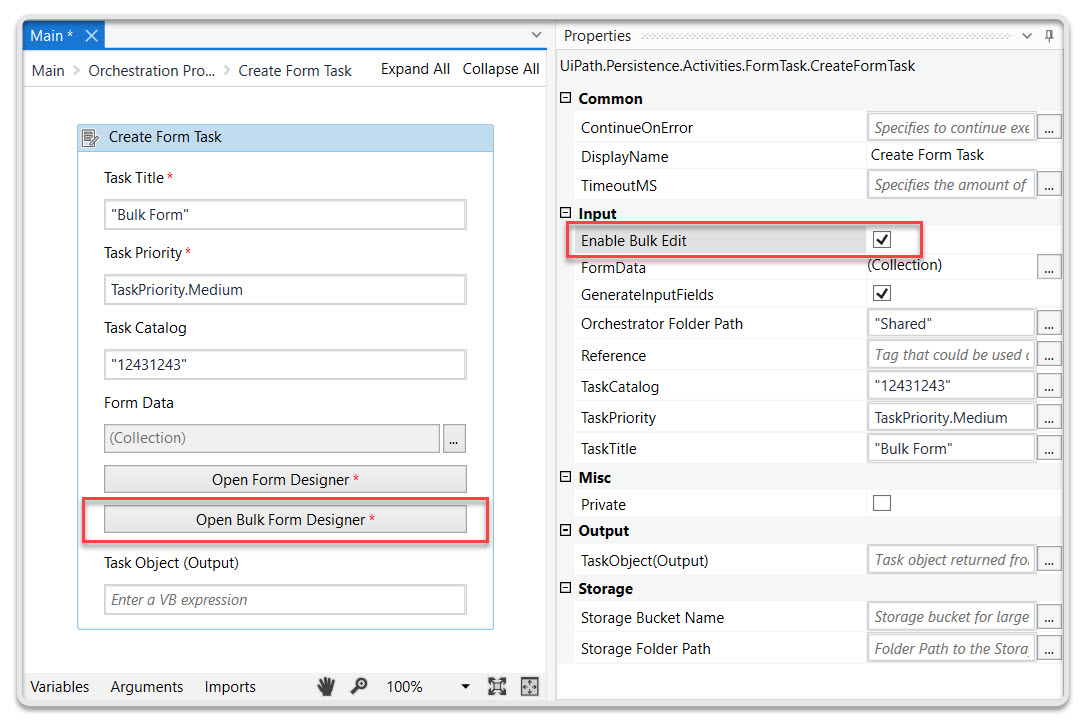 Main *
Main > Orchestration Pro... > Create Form Task
Expand All Collapse All
Create Form Task
Task Title *
"Bulk Form"
Task Priority *
TaskPriority.Medium
Task Catalog
"12431243"
Form Data
(Collection) ...
Open Form Designer *
Open Bulk Form Designer *
Task Object (Output)
Enter a VB expression
Variables Arguments Imports 100%
Properties
UiPath.Persistence.Activities.FormTask.CreateFormTask
Common
ContinueOnError Specifies to continue exe ...
DisplayName Create Form Task
TimeoutMS Specifies the amount of ...
Input
Enable Bulk Edit
FormData (Collection) ...
GenerateInputFields
Orchestrator Folder Path "Shared" ...
Reference Tag that could be used ...
TaskCatalog "12431243" ...
TaskPriority TaskPriority.Medium ...
TaskTitle "Bulk Form" ...
Misc
Private
Output
TaskObject(Output) Task object returned fro ...
Storage
Storage Bucket Name Storage bucket for large ...
Storage Folder Path Folder Path to the Stora ...